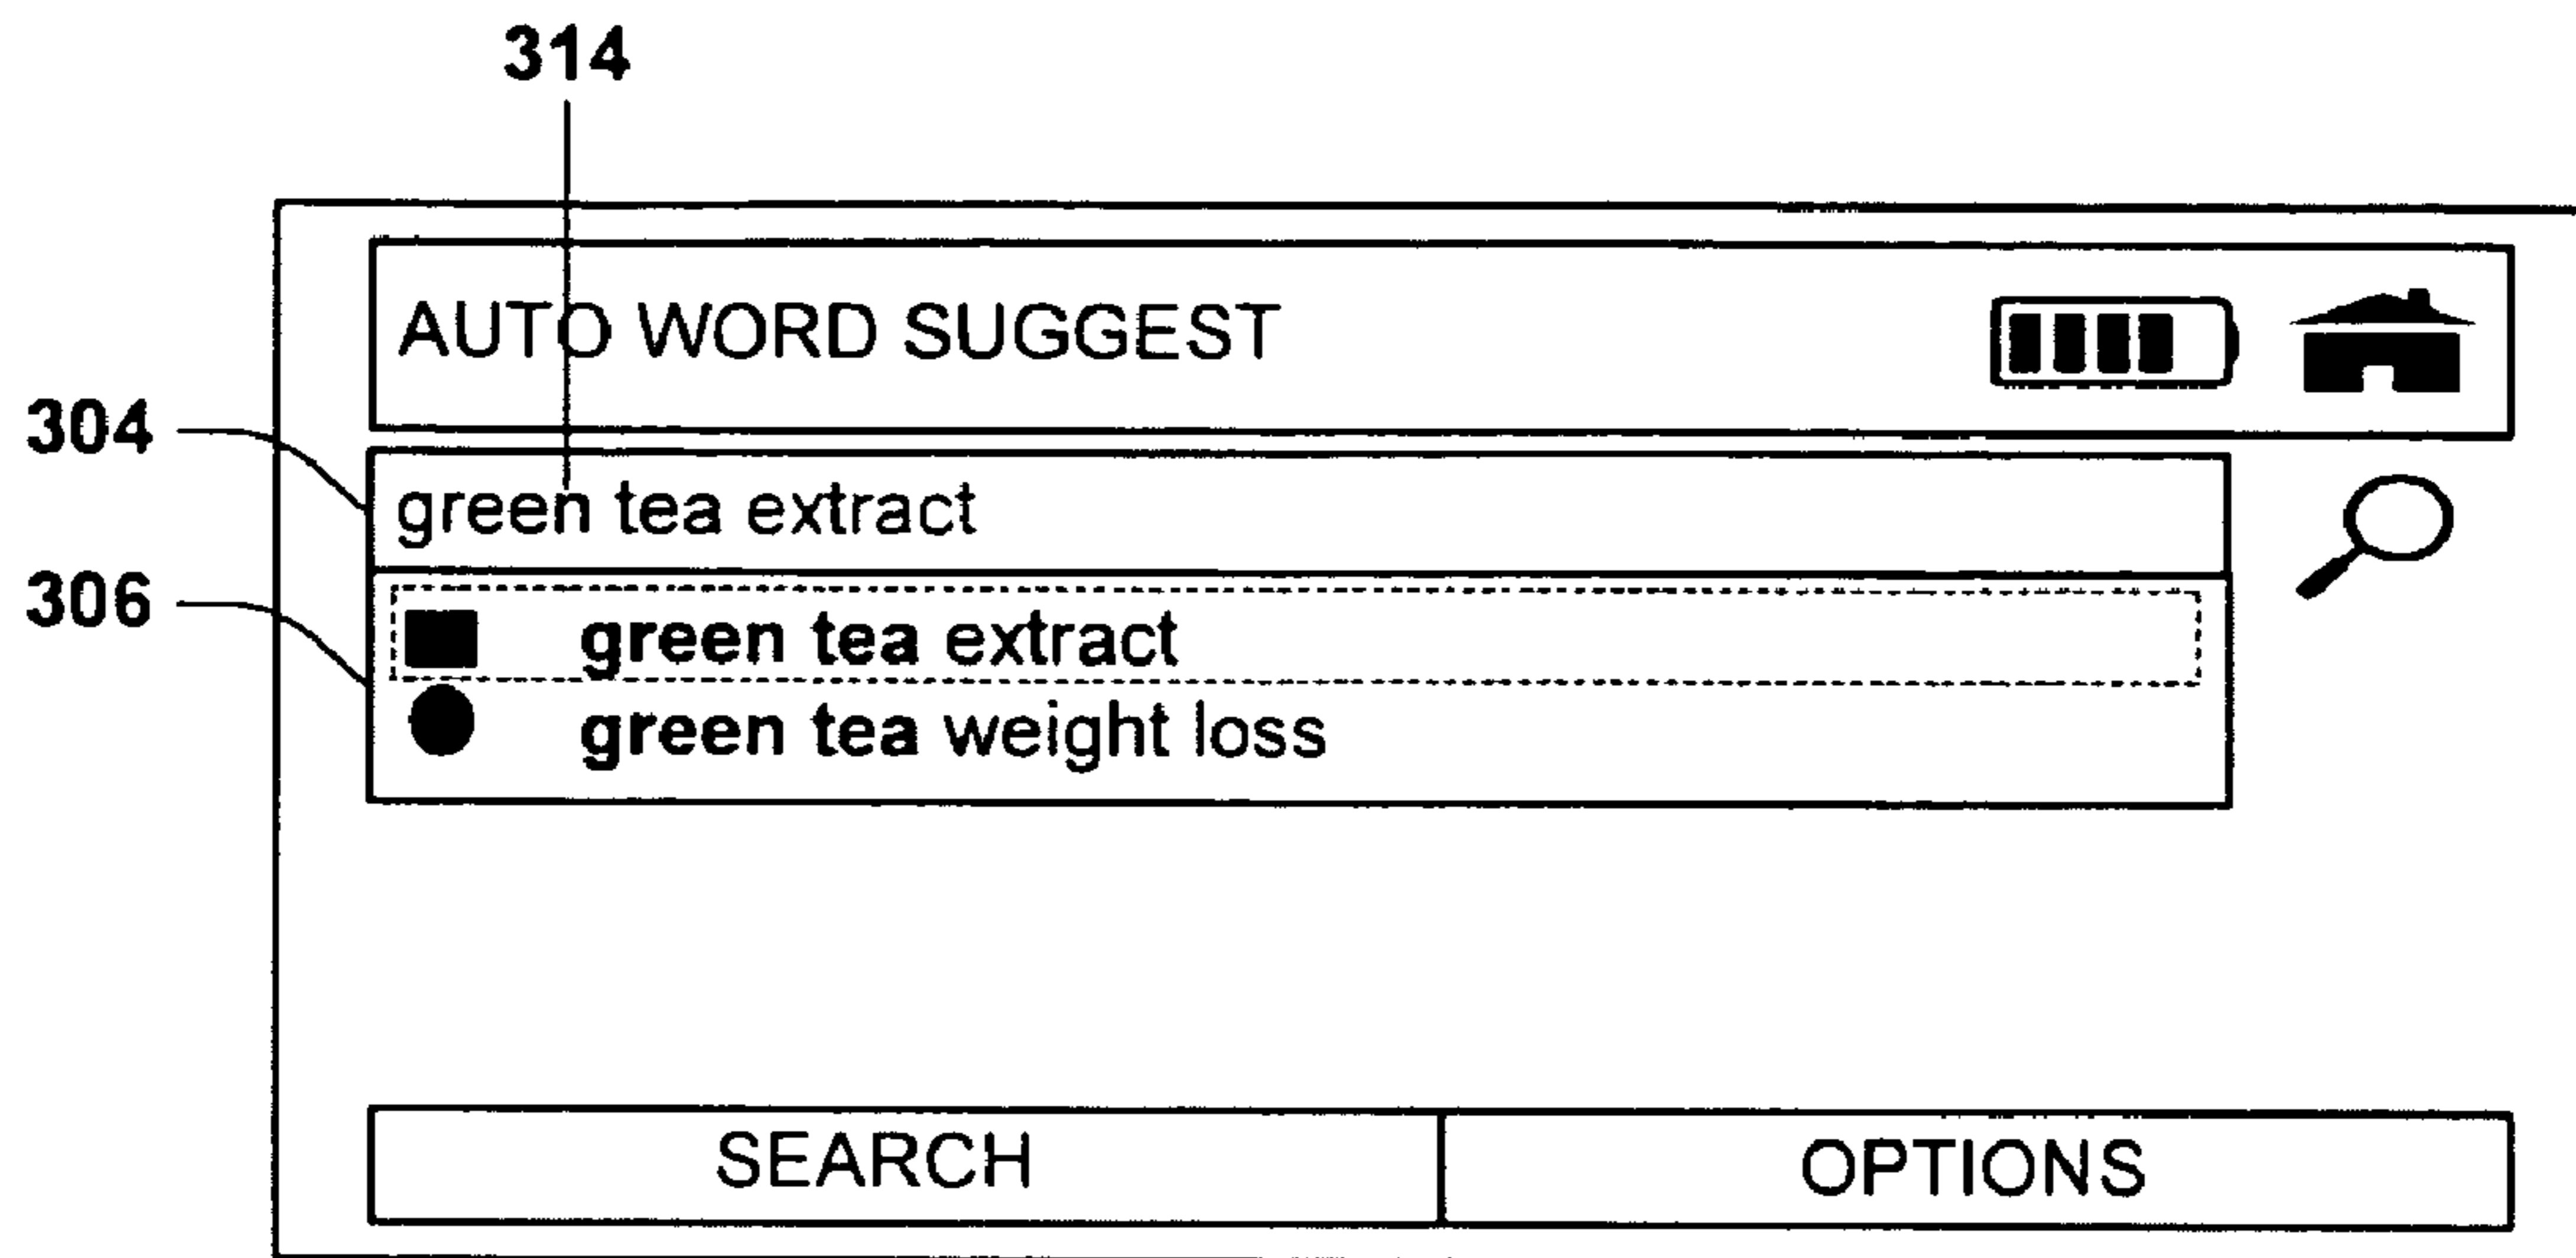 314
AUTO WORD SUGGEST
304
green tea extract
306
green tea extract
green tea weight loss
SEARCH OPTIONS